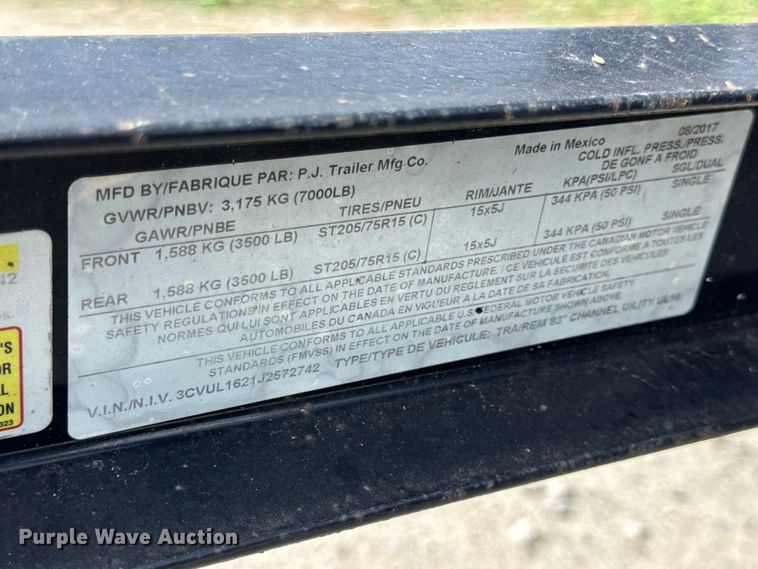 MFD BY/FABRIQUE PAR: P.J. Trailer Mfg Co. Made in Mexico 08/2017
GVWR/PNBV: 3,175 KG (7000LB) COLD INFL. PRESS/PRESS. DE GONF A FROID
GAWR/PNBE TIRES/PNEU RIM/JANTE KPA(PSI/LPC) SGL/DUAL
FRONT 1,588 KG (3500 LB) ST205/75R15 (C) 15x5J 344 KPA (50 PSI) SINGLE
REAR 1,588 KG (3500 LB) ST205/75R15 (C) 15x5J 344 KPA (50 PSI) SINGLE
THIS VEHICLE CONFORMS TO ALL APPLICABLE STANDARDS PRESCRIBED UNDER THE CANADIAN MOTOR VEHICLE
SAFETY REGULATIONS IN EFFECT ON THE DATE OF MANUFACTURE / CE VEHICULE EST CONFORME A TOUTES LES
NORMES QUI LUI SONT APPLICABLES EN VERTU DU REGLEMENT SUR LA SECURITE DES VEHICULES
AUTOMOBILES DU CANADA EN VIGUEUR A LA DATE DE SA FABRICATION.
THIS VEHICLE CONFORMS TO ALL APPLICABLE U.S. FEDERAL MOTOR VEHICLE SAFETY
STANDARDS (FMVSS) IN EFFECT ON THE DATE OF MANUFACTURE SHOWN ABOVE.
V.I.N./N.I.V. 3CVUL1621J2572742 TYPE/TYPE DE VEHICULE: TRA/REM 83" CHANNEL UILITY UL16
42
'S
OR
AL
ON
323
Purple Wave Auction